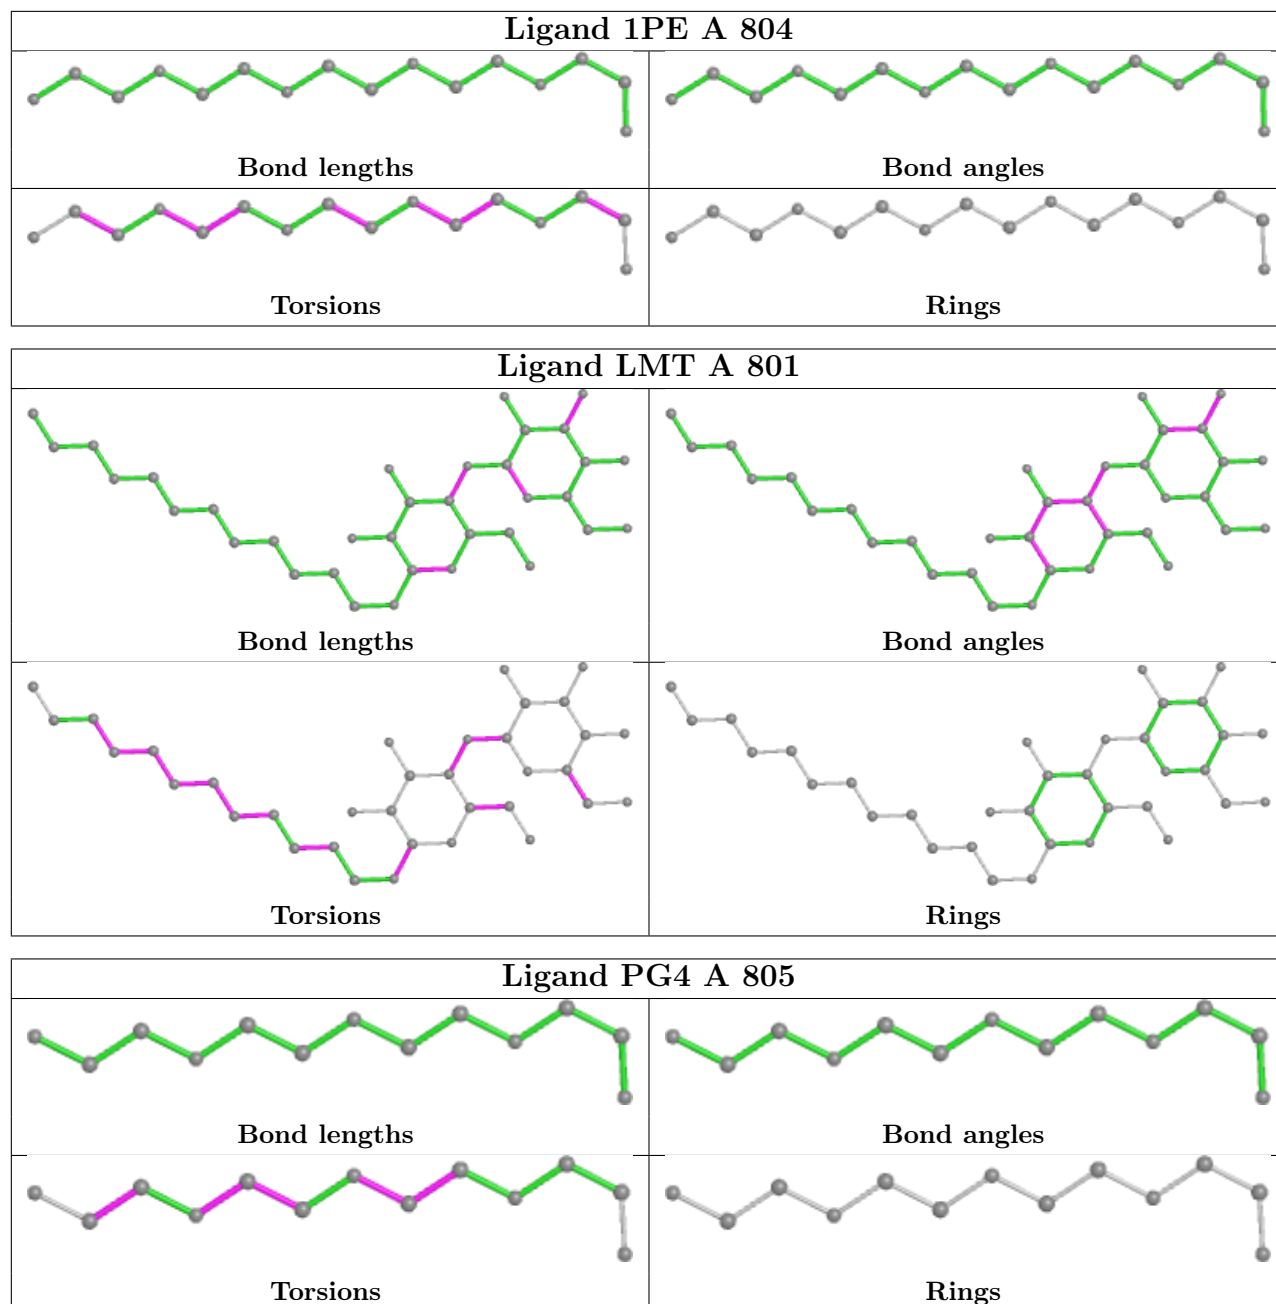 Ligand 1PE A 804
Bond lengths
Bond angles
Torsions
Rings
Ligand LMT A 801
Bond lengths
Bond angles
Torsions
Rings
Ligand PG4 A 805
Bond lengths
Bond angles
Torsions
Rings